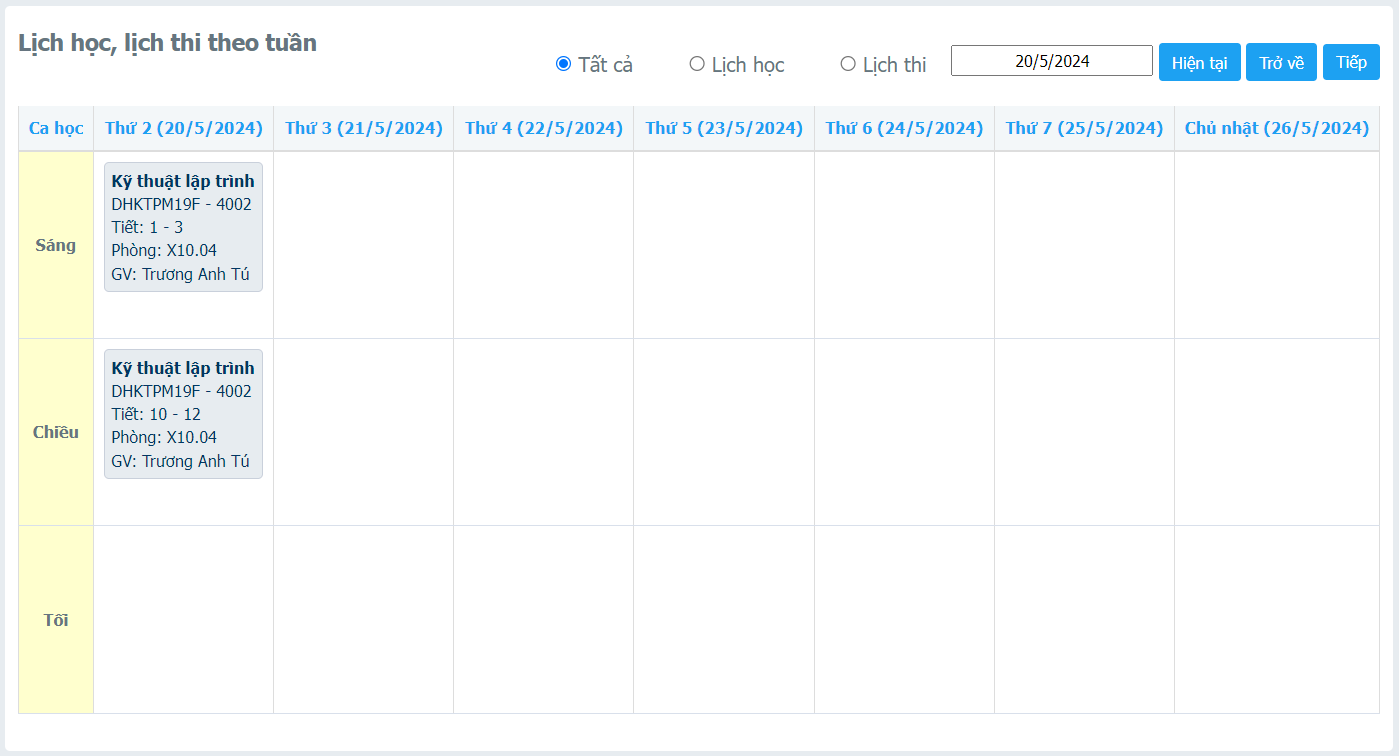 Lịch học, lịch thi theo tuần
Tất cả Lịch học Lịch thi 20/5/2024 Hiện tại Trở về Tiếp
Ca học Thứ 2 (20/5/2024) Thứ 3 (21/5/2024) Thứ 4 (22/5/2024) Thứ 5 (23/5/2024) Thứ 6 (24/5/2024) Thứ 7 (25/5/2024) Chủ nhật (26/5/2024)
Sáng
Kỹ thuật lập trình
DHKTPM19F - 4002
Tiết: 1 - 3
Phòng: X10.04
GV: Trương Anh Tú
Chiều
Kỹ thuật lập trình
DHKTPM19F - 4002
Tiết: 10 - 12
Phòng: X10.04
GV: Trương Anh Tú
Tối